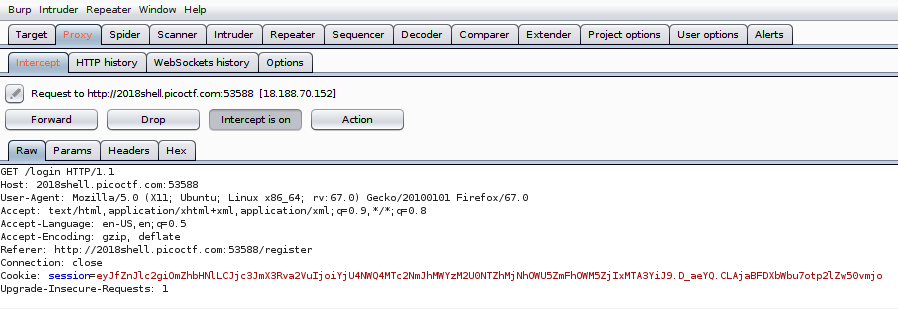 Burp Intruder Repeater Window Help
Target Proxy Spider Scanner Intruder Repeater Sequencer Decoder Comparer Extender Project options User options Alerts
Intercept HTTP history WebSockets history Options
Request to http://2018shell.picoctf.com:53588 [18.188.70.152]
Forward Drop Intercept is on Action
Raw Params Headers Hex
GET /login HTTP/1.1
Host: 2018shell.picoctf.com:53588
User-Agent: Mozilla/5.0 (X11; Ubuntu; Linux x86_64; rv:67.0) Gecko/20100101 Firefox/67.0
Accept: text/html,application/xhtml+xml,application/xml;q=0.9,*/*;q=0.8
Accept-Language: en-US,en;q=0.5
Accept-Encoding: gzip, deflate
Referer: http://2018shell.picoctf.com:53588/register
Connection: close
Cookie: session=eyJfZnJlc2giOmZhbHNlLCJjc3JmX3Rva2VuIjoiYjU4NWQ4MTc2NmJhMWYzM2U0NTZhMjNhOWU5ZmFhOWM5ZjIxMTA3YiJ9.D_aeYQ.CLAjaBFDXbWbu7otp2lZw50vmjo
Upgrade-Insecure-Requests: 1